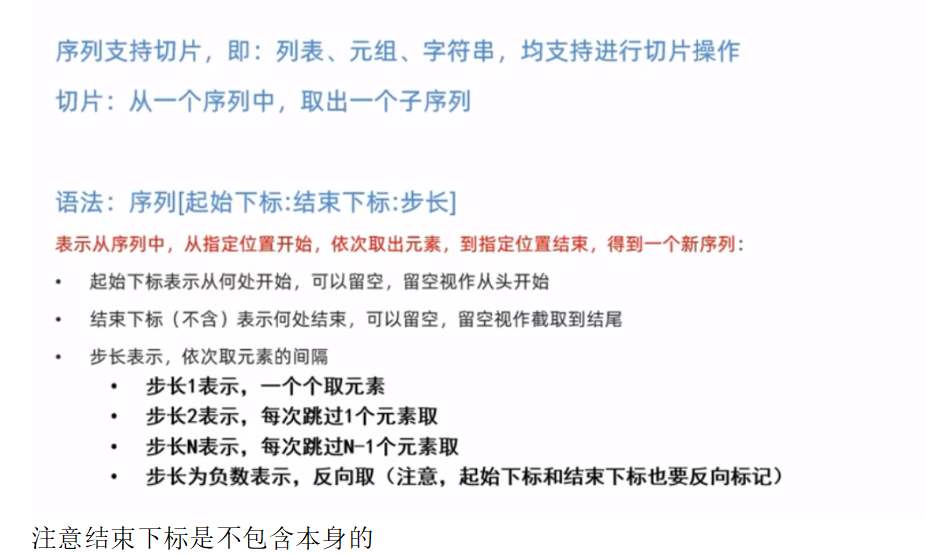 序列支持切片，即：列表、元组、字符串，均支持进行切片操作
切片：从一个序列中，取出一个子序列
语法：序列[起始下标:结束下标:步长]
表示从序列中，从指定位置开始，依次取出元素，到指定位置结束，得到一个新序列：
• 起始下标表示从何处开始，可以留空，留空视作从头开始
• 结束下标（不含）表示何处结束，可以留空，留空视作截取到结尾
• 步长表示，依次取元素的间隔
• 步长1表示，一个个取元素
• 步长2表示，每次跳过1个元素取
• 步长N表示，每次跳过N-1个元素取
• 步长为负数表示，反向取（注意，起始下标和结束下标也要反向标记）
注意结束下标是不包含本身的